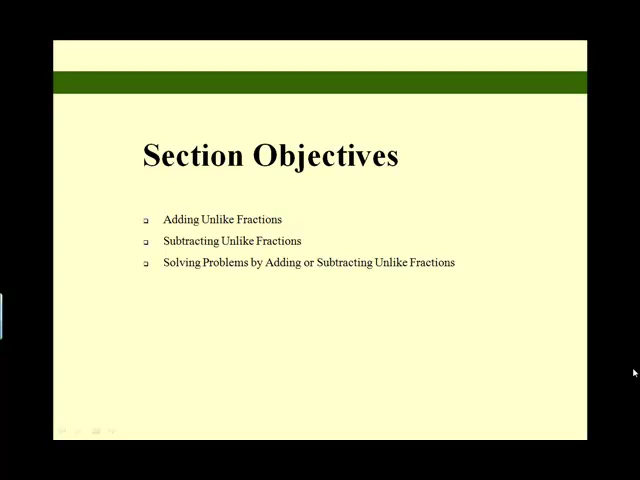 Section Objectives
Adding Unlike Fractions
Subtracting Unlike Fractions
Solving Problems by Adding or Subtracting Unlike Fractions